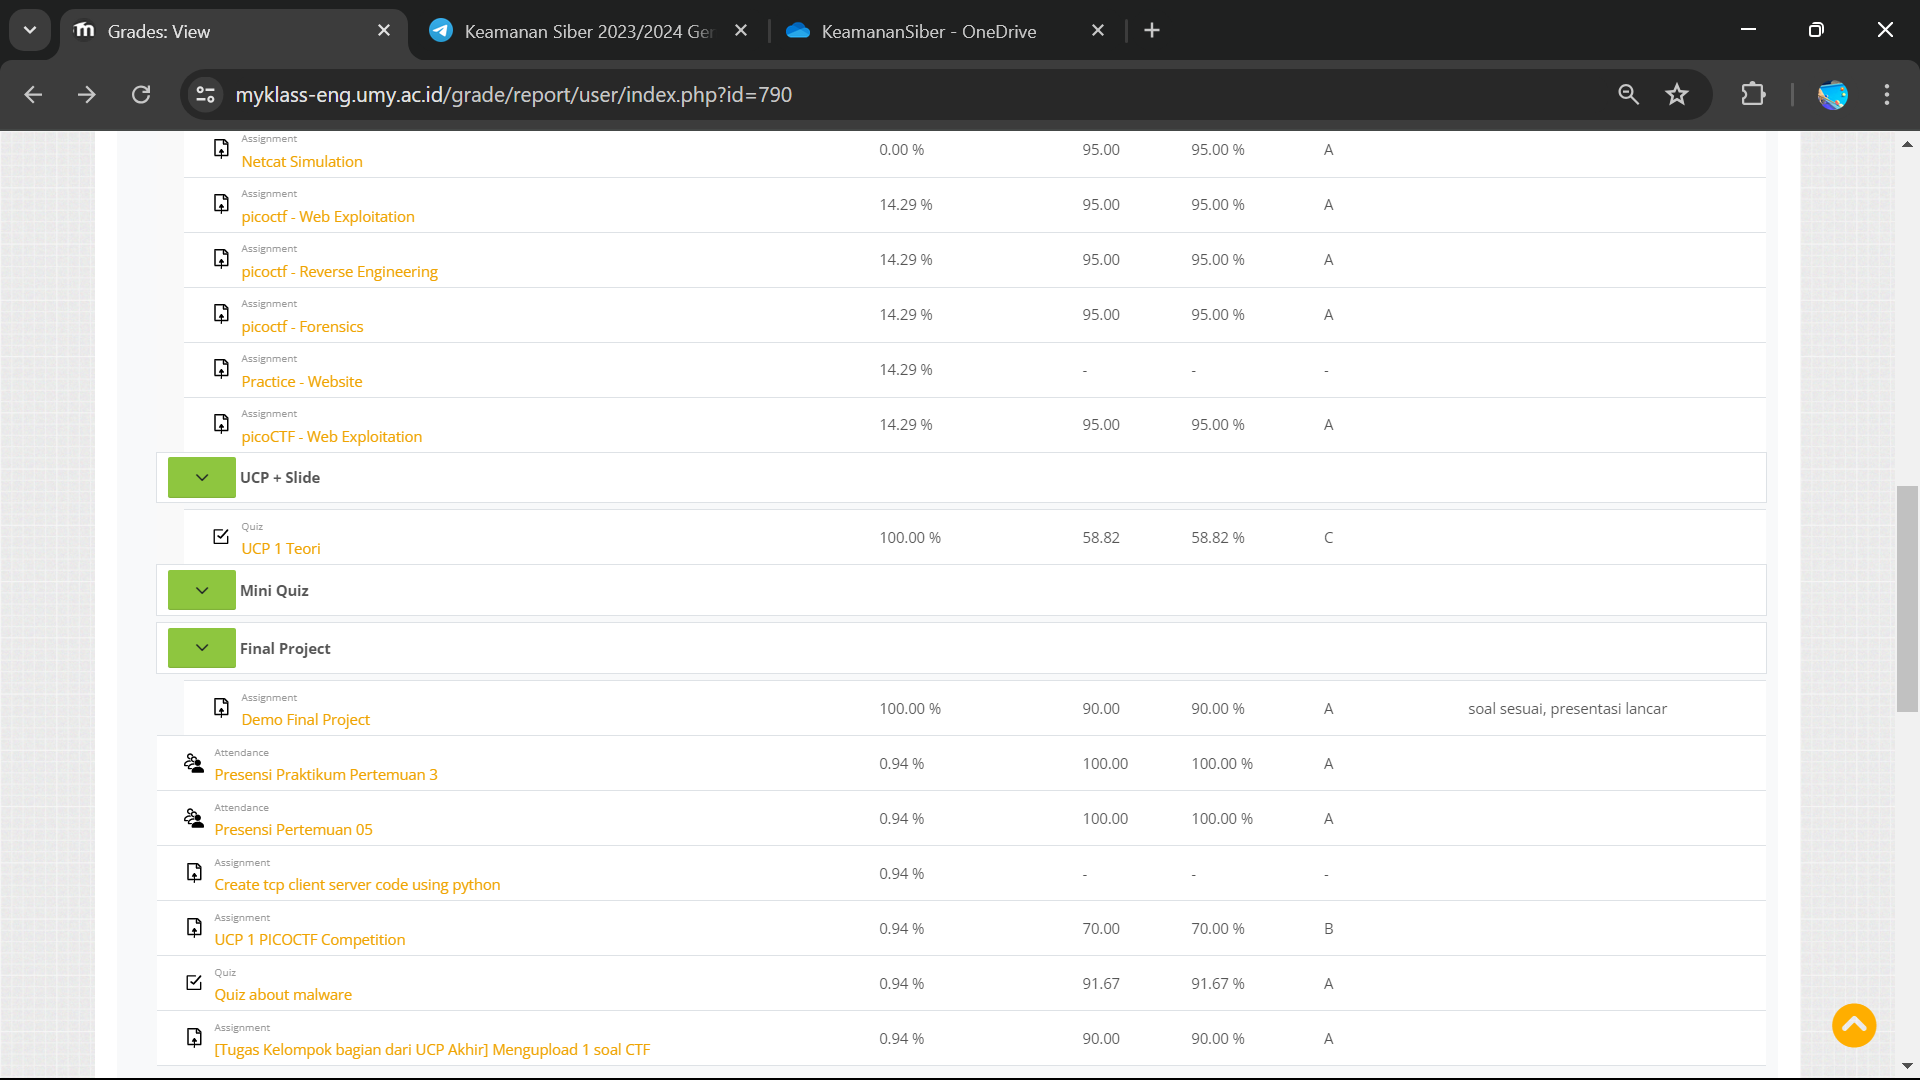 Grades: View
Keamanan Siber 2023/2024 Ger
KeamananSiber - OneDrive
myklass-eng.umy.ac.id/grade/report/user/index.php?id=790
Assignment
Netcat Simulation 0.00 % 95.00 95.00 % A
Assignment
picoctf - Web Exploitation 14.29 % 95.00 95.00 % A
Assignment
picoctf - Reverse Engineering 14.29 % 95.00 95.00 % A
Assignment
picoctf - Forensics 14.29 % 95.00 95.00 % A
Assignment
Practice - Website 14.29 % - - -
Assignment
picoCTF - Web Exploitation 14.29 % 95.00 95.00 % A
UCP + Slide
Quiz
UCP 1 Teori 100.00 % 58.82 58.82 % C
Mini Quiz
Final Project
Assignment
Demo Final Project 100.00 % 90.00 90.00 % A soal sesuai, presentasi lancar
Attendance
Presensi Praktikum Pertemuan 3 0.94 % 100.00 100.00 % A
Attendance
Presensi Pertemuan 05 0.94 % 100.00 100.00 % A
Assignment
Create tcp client server code using python 0.94 % - - -
Assignment
UCP 1 PICOCTF Competition 0.94 % 70.00 70.00 % B
Quiz
Quiz about malware 0.94 % 91.67 91.67 % A
Assignment
[Tugas Kelompok bagian dari UCP Akhir] Mengupload 1 soal CTF 0.94 % 90.00 90.00 % A